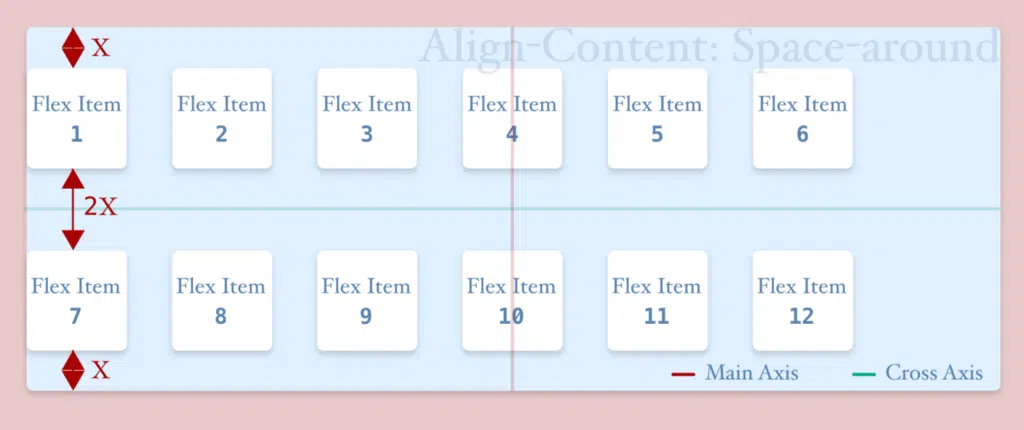 Align-Content: Space-around
X
Flex Item Flex Item Flex Item Flex Item Flex Item Flex Item
1 2 3 4 5 6
2X
Flex Item Flex Item Flex Item Flex Item Flex Item Flex Item
7 8 9 10 11 12
X
Main Axis Cross Axis